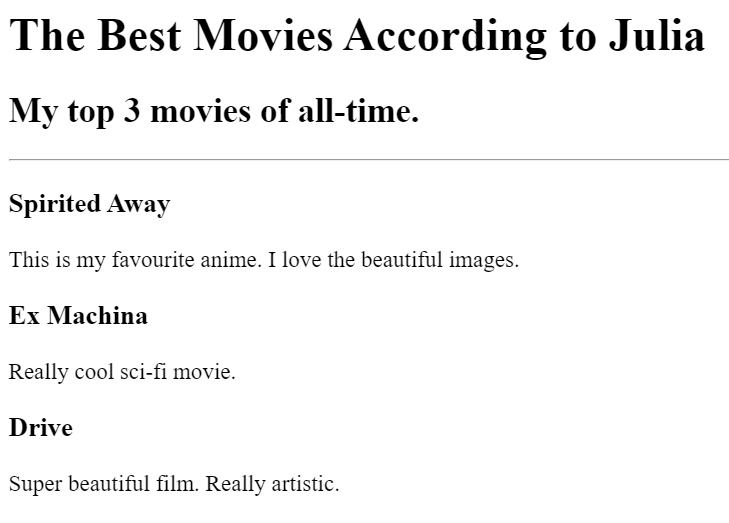 The Best Movies According to Julia
My top 3 movies of all-time.
Spirited Away
This is my favourite anime. I love the beautiful images.
Ex Machina
Really cool sci-fi movie.
Drive
Super beautiful film. Really artistic.